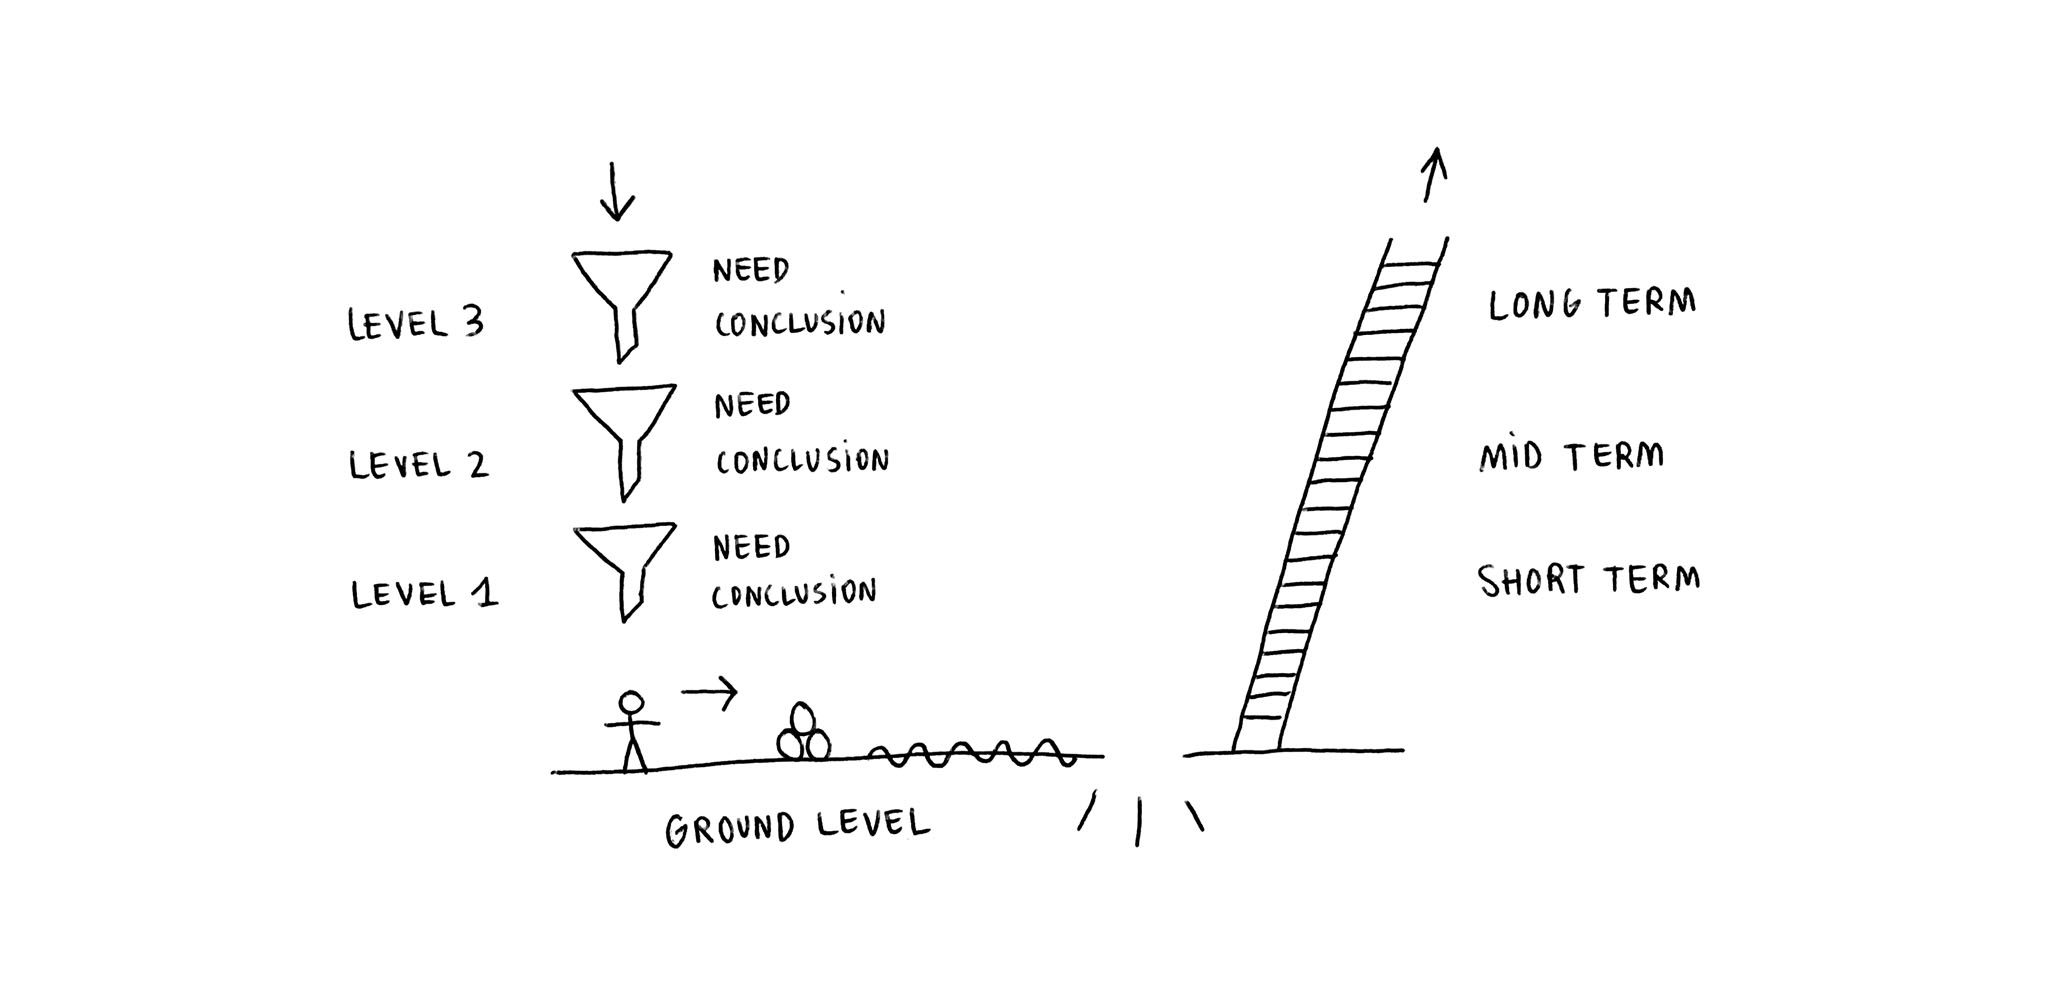 LEVEL 3
NEED
CONCLUSION
LEVEL 2
NEED
CONCLUSION
LEVEL 1
NEED
CONCLUSION
GROUND LEVEL
LONG TERM
MID TERM
SHORT TERM